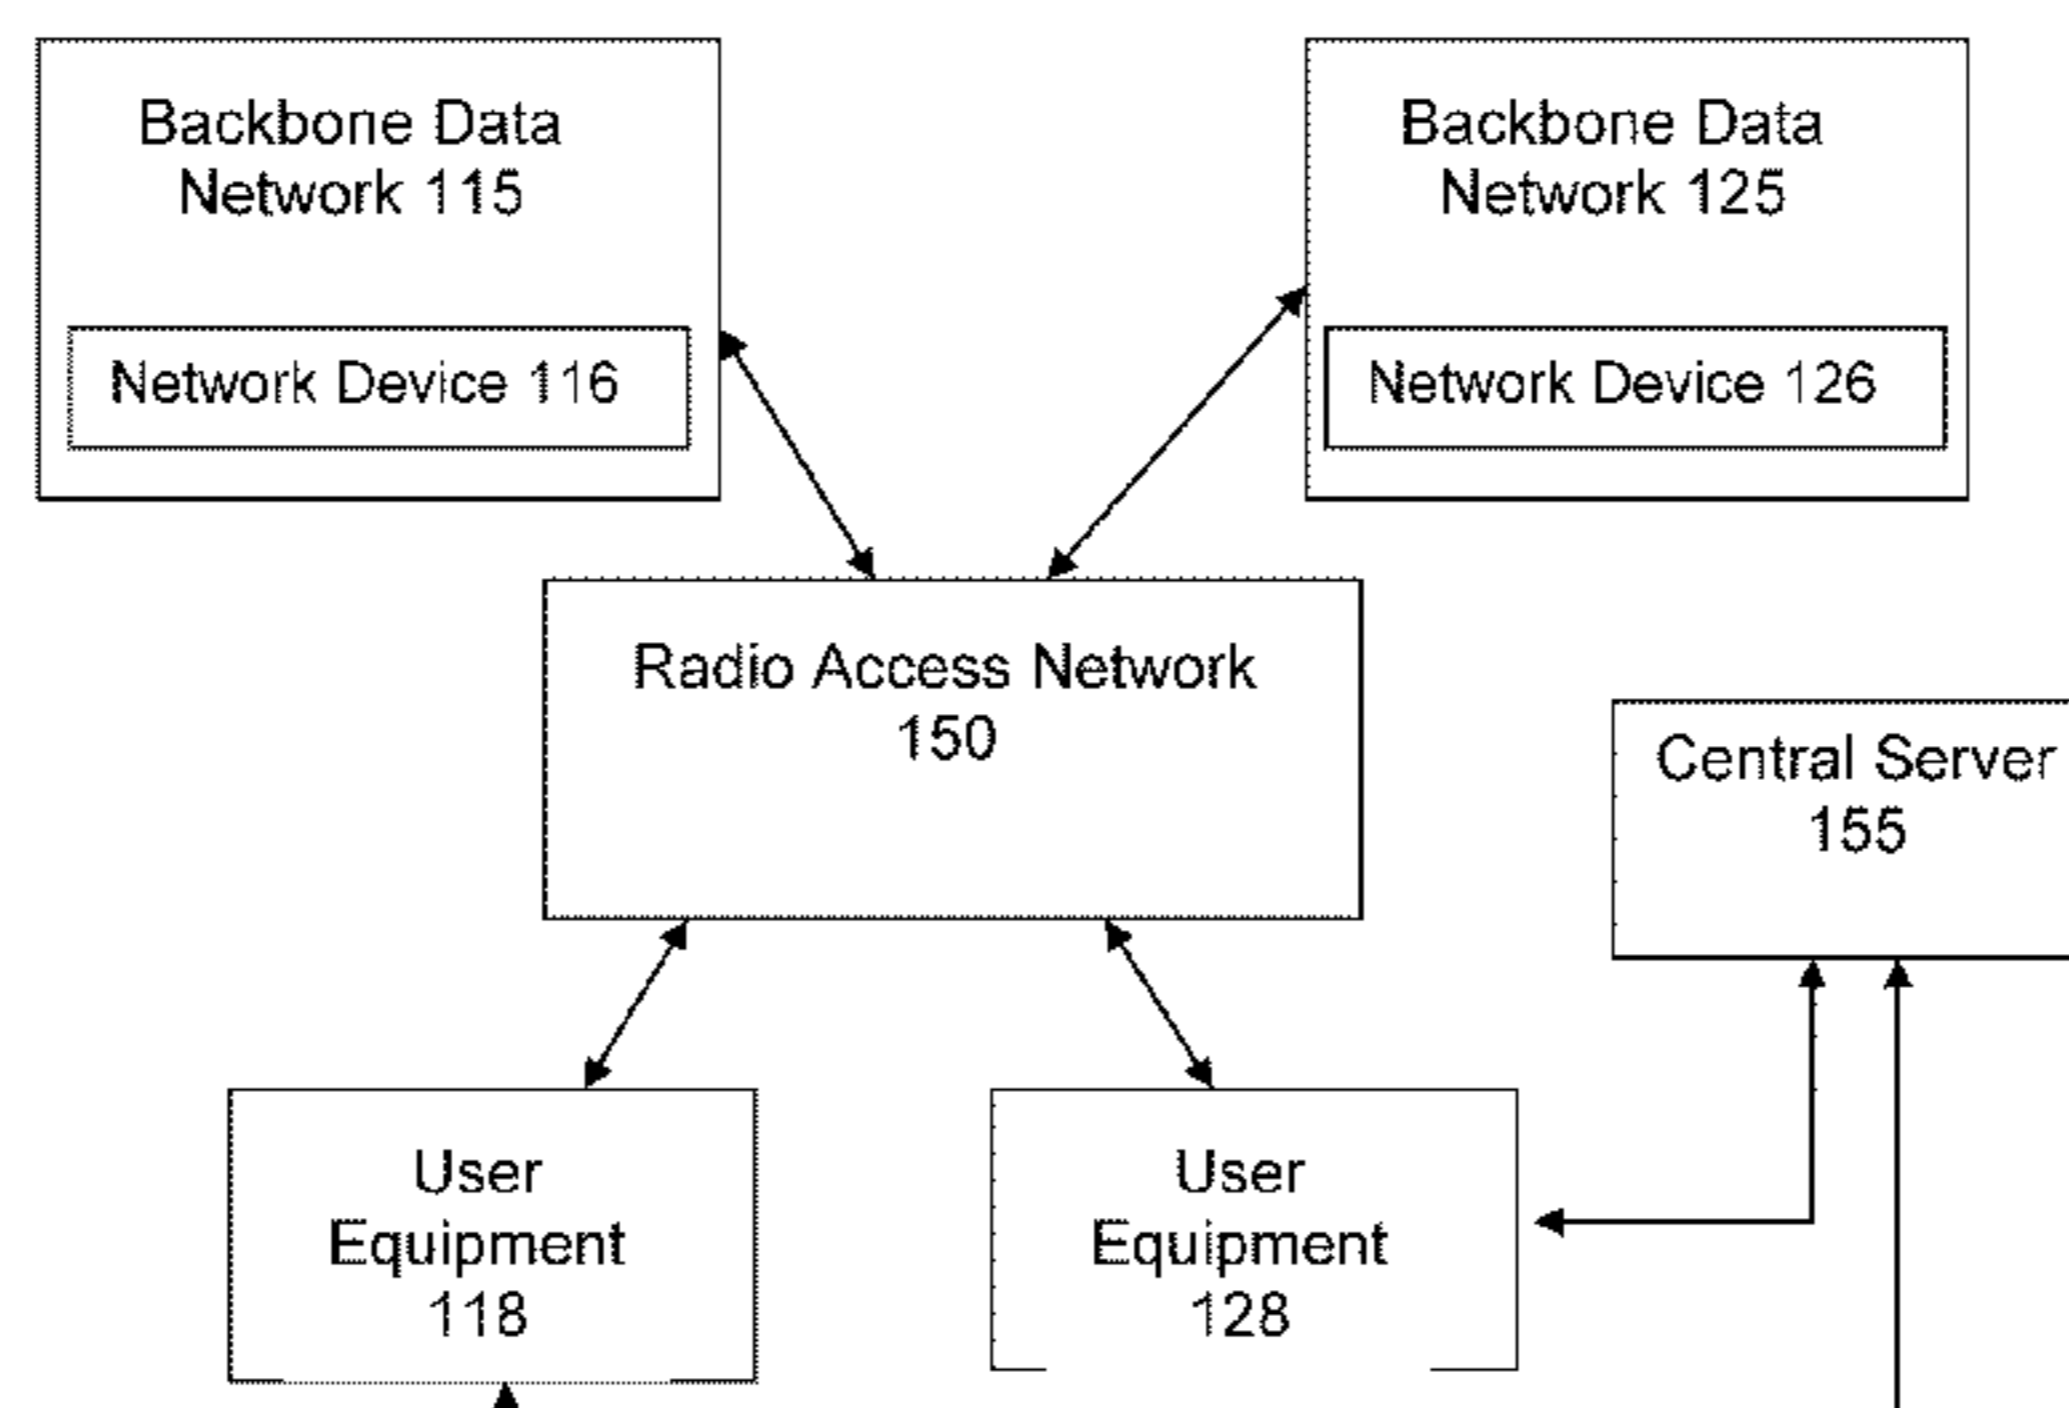 Backbone Data
Network 115
Network Device 116
Backbone Data
Network 125
Network Device 126
Radio Access Network
150
Central Server
155
User
Equipment
118
User
Equipment
128